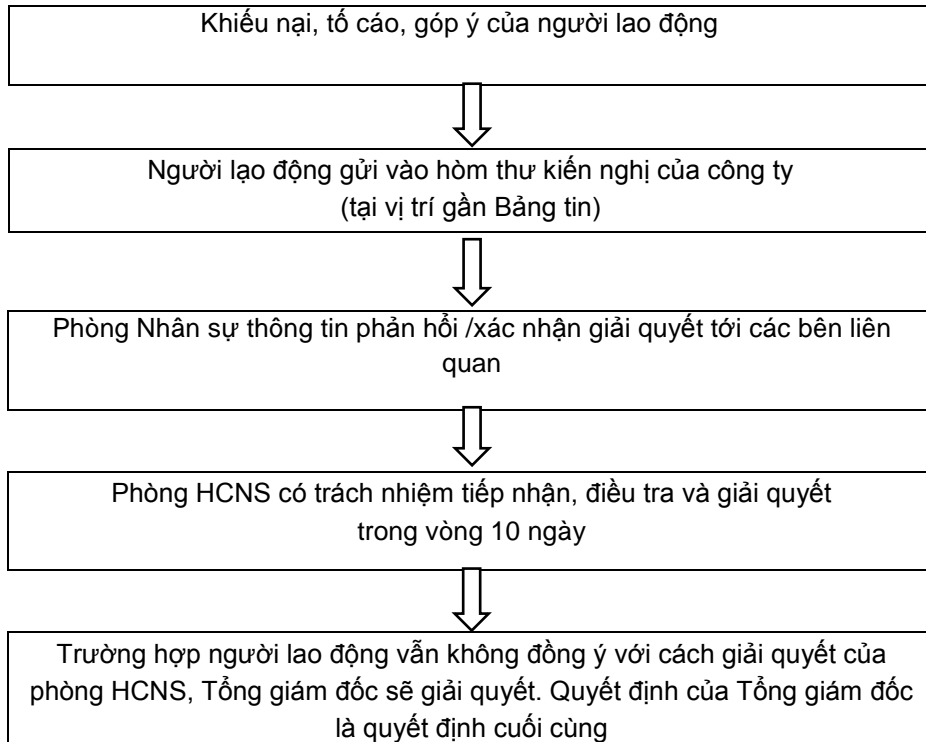 Khiếu nại, tố cáo, góp ý của người lao động
Người lạo động gửi vào hòm thư kiến nghị của công ty
(tại vị trí gần Bảng tin)
Phòng Nhân sự thông tin phản hổi /xác nhận giải quyết tới các bên liên
quan
Phòng HCNS có trách nhiệm tiếp nhận, điều tra và giải quyết
trong vòng 10 ngày
Trường hợp người lao động vẫn không đồng ý với cách giải quyết của
phòng HCNS, Tổng giám đốc sẽ giải quyết. Quyết định của Tổng giám đốc
là quyết định cuối cùng